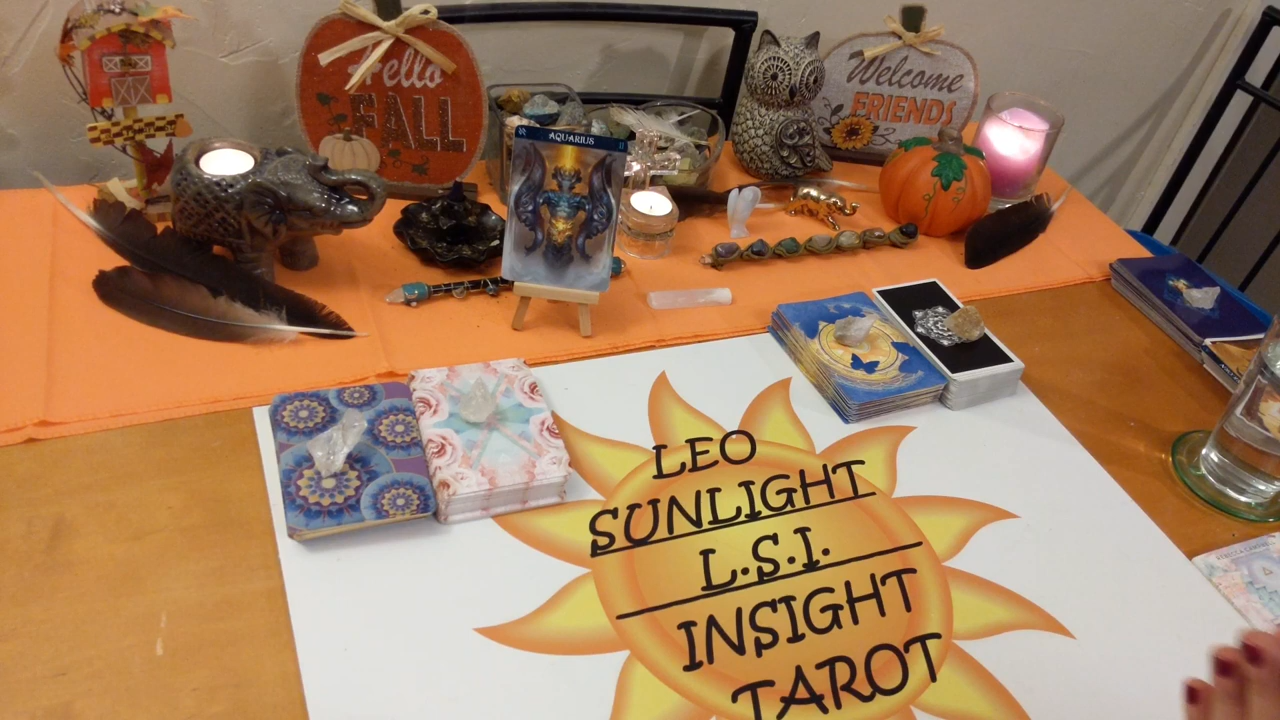 Hello
FALL
Welcome
FRIENDS
AQUARIUS
LEO
SUNLIGHT
L.S.I.
INSIGHT
TAROT